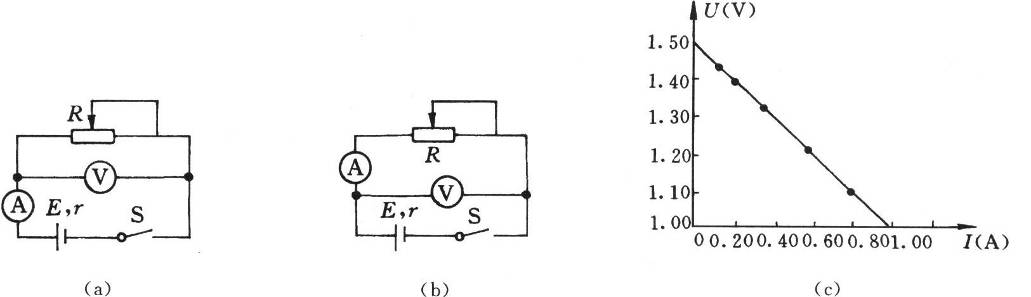 R
V
A
E,r
S
(a)
R
A
V
E,r
S
(b)
U(V)
1.50
1.40
1.30
1.20
1.10
1.00
0 0.20 0.40 0.60 0.80 1.00
I(A)
(c)